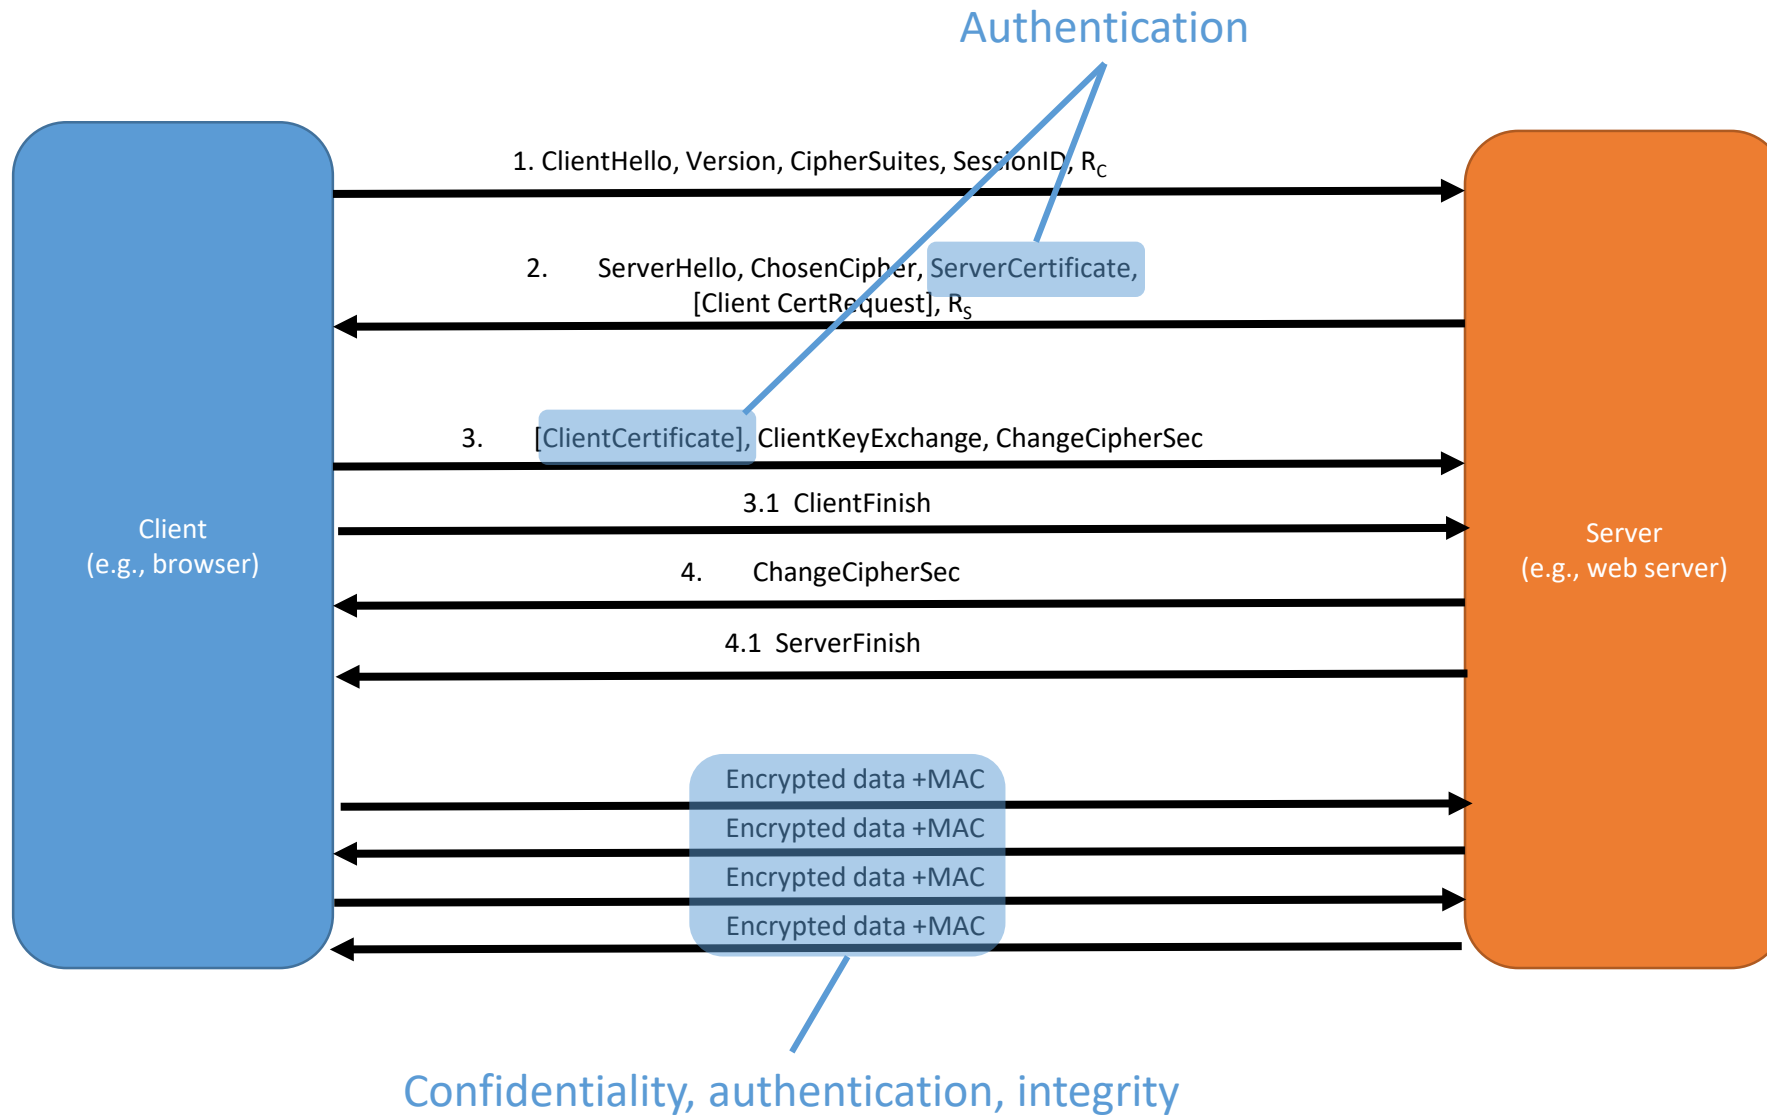 Authentication
1. ClientHello, Version, CipherSuites, SessionID, R_C
2. ServerHello, ChosenCipher, ServerCertificate,
[Client CertRequest], R_S
3. [ClientCertificate], ClientKeyExchange, ChangeCipherSec
3.1 ClientFinish
Client
(e.g., browser)
Server
(e.g., web server)
4. ChangeCipherSec
4.1 ServerFinish
Encrypted data +MAC
Encrypted data +MAC
Encrypted data +MAC
Encrypted data +MAC
Confidentiality, authentication, integrity